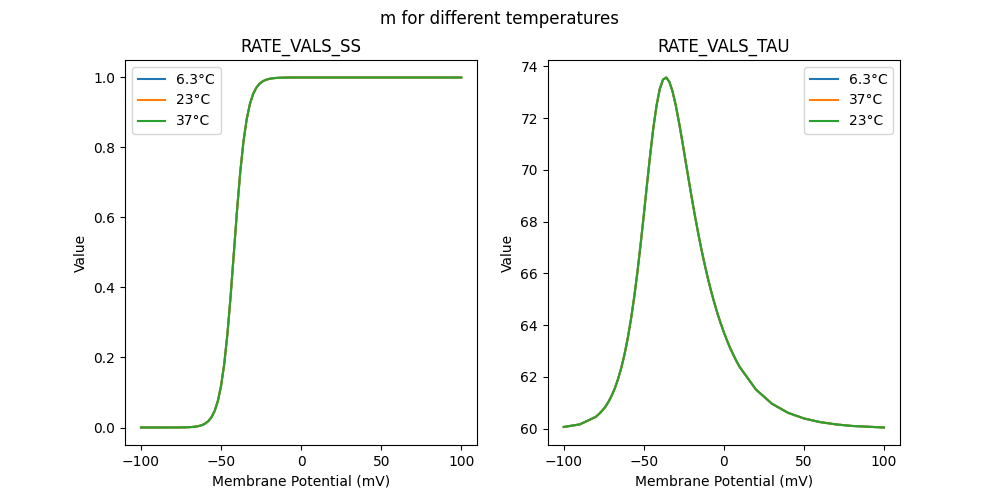 m for different temperatures
RATE_VALS_SS
1.0
0.8
0.6
0.4
0.2
0.0
Value
6.3°C
23°C
37°C
−100
−50
0
50
100
Membrane Potential (mV)
RATE_VALS_TAU
74
72
70
68
66
64
62
60
Value
6.3°C
37°C
23°C
−100
−50
0
50
100
Membrane Potential (mV)